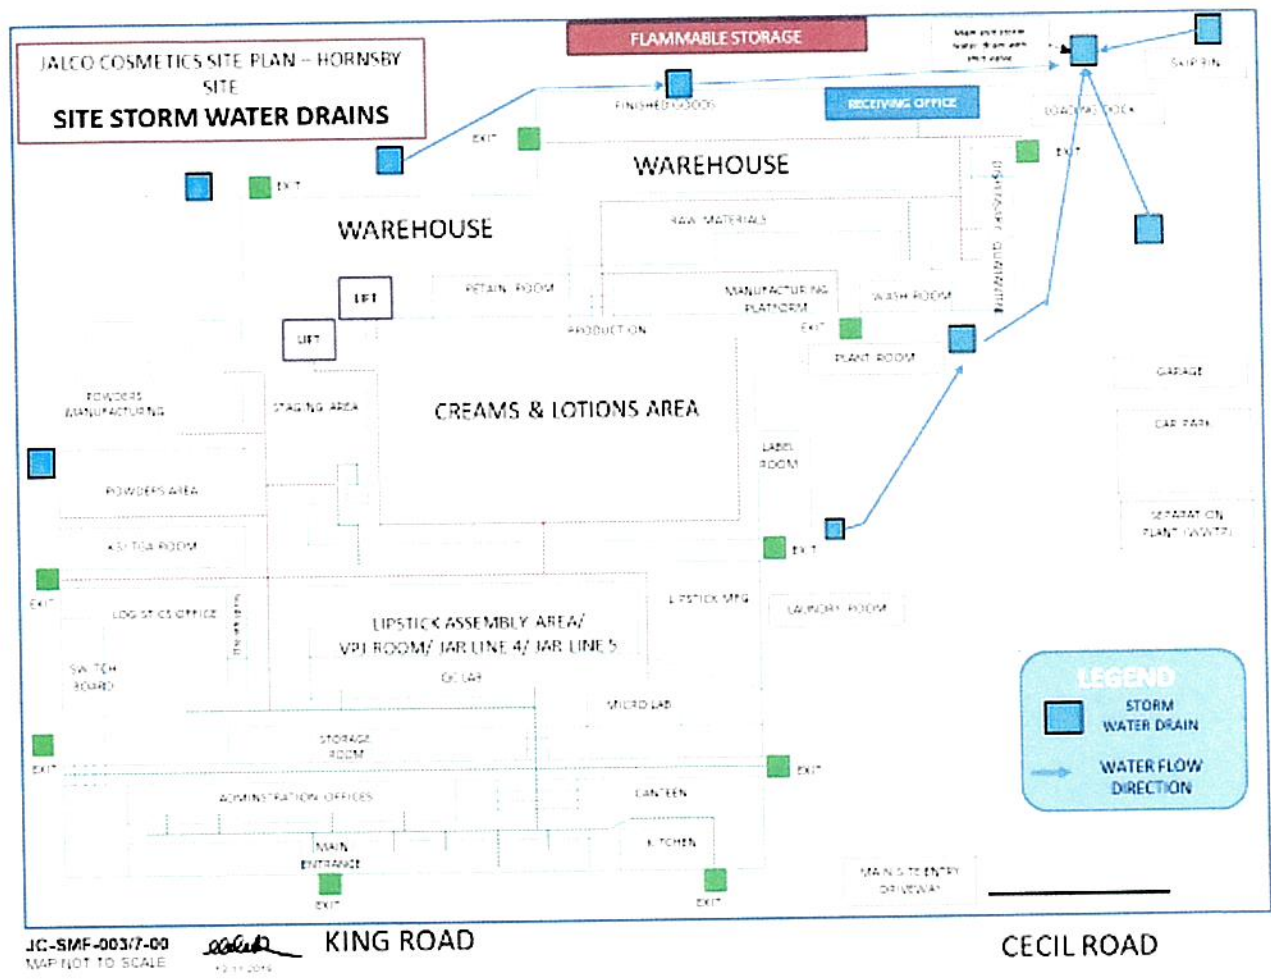 JALCO COSMETICS SITE PLAN – HORNSBY
SITE
SITE STORM WATER DRAINS
FLAMMABLE STORAGE
SKIP BIN
FINISHED GOODS
RECEIVING OFFICE
LOADING DOCK
EXIT
EXIT
EXIT
WAREHOUSE
WAREHOUSE
RAW MATERIALS
RETAIN ROOM
MANUFACTURING
PLATFORM
WASH ROOM
LIFT
LIFT
PRODUCTION
EXIT
PLANT ROOM
POWDERS
MANUFACTURING
STAGING AREA
CREAMS & LOTIONS AREA
GARAGE
CAR PARK
LABEL
ROOM
POWDERS AREA
SEPARATION
PLANT (WWTP)
TGA ROOM
EXIT
EXIT
LOGISTICS OFFICE
LIPSTICK MFG
LAUNDRY ROOM
LIPSTICK ASSEMBLY AREA/
VPJ ROOM/ JAR LINE 4/ JAR LINE 5
QC LAB
SWITCH
BOARD
MICRO LAB
STORAGE
ROOM
EXIT
EXIT
ADMINSTRATION OFFICES
CANTEEN
KITCHEN
MAIN
ENTRANCE
EXIT
EXIT
MAIN SITE ENTRY
DRIVEWAY
LEGEND
STORM
WATER DRAIN
WATER FLOW
DIRECTION
JC-SMF-003/7-00
MAP NOT TO SCALE
KING ROAD
CECIL ROAD